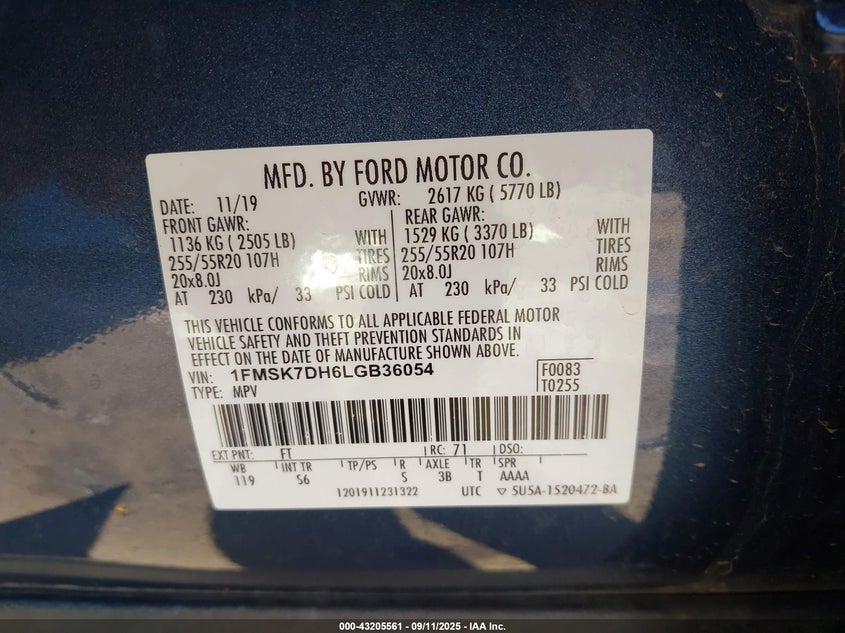 MFD. BY FORD MOTOR CO.
DATE: 11/19 GVWR: 2617 KG ( 5770 LB)
FRONT GAWR: REAR GAWR:
1136 KG ( 2505 LB) WITH 1529 KG ( 3370 LB) WITH
255/55R20 107H TIRES 255/55R20 107H TIRES
20x8.0J RIMS 20x8.0J RIMS
AT 230 kPa/ 33 PSI COLD AT 230 kPa/ 33 PSI COLD
THIS VEHICLE CONFORMS TO ALL APPLICABLE FEDERAL MOTOR
VEHICLE SAFETY AND THEFT PREVENTION STANDARDS IN
EFFECT ON THE DATE OF MANUFACTURE SHOWN ABOVE.
VIN: 1FMSK7DH6LGB36054 F0083
TYPE: MPV T0255
EXT PNT: FT RC: 71 DSO:
WB INT TR TP/PS R AXLE TR SPR
119 S6 S 3B T AAAA
1201911231322 UTC ▽ 5U5A-1520472-BA
000-43205561 - 09/11/2025 - IAA Inc.